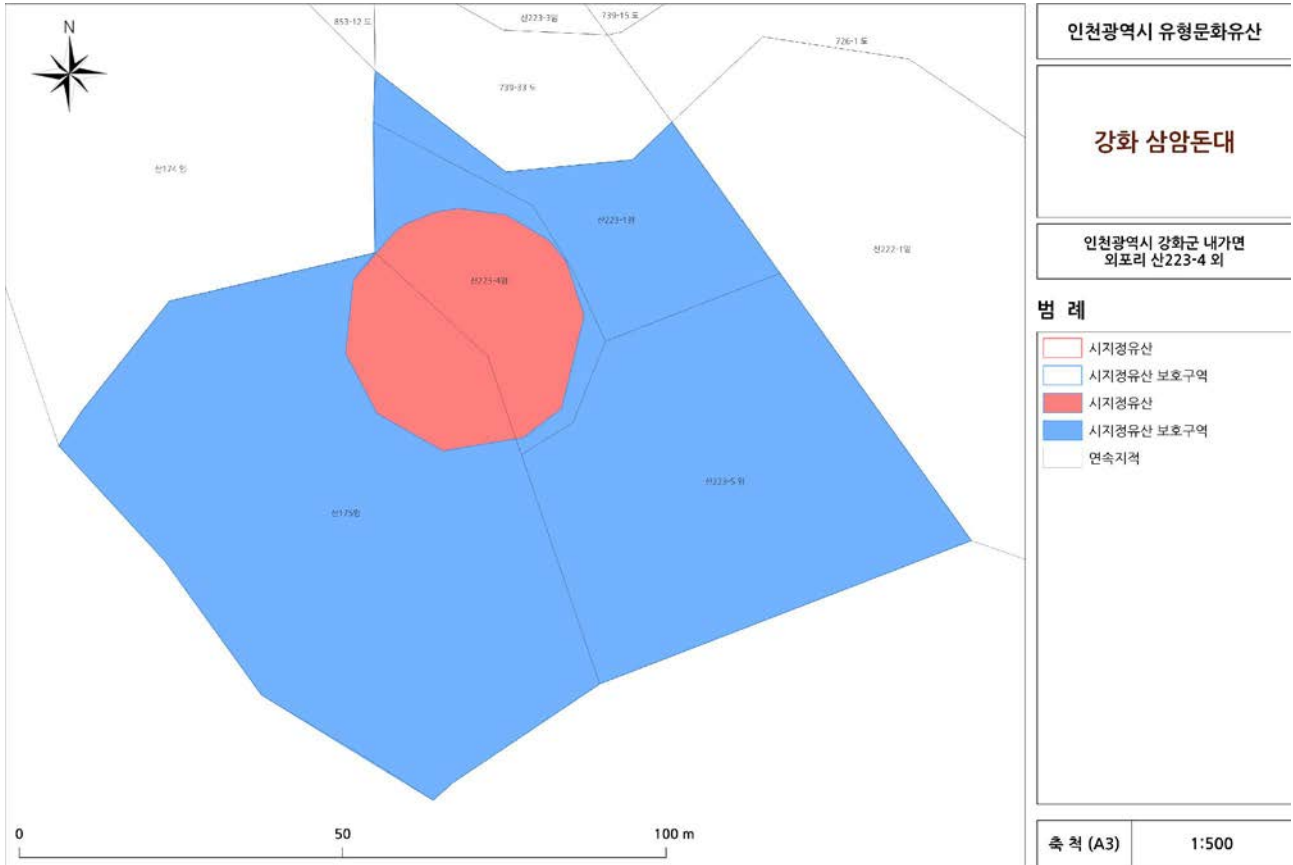 N
853-12 도
산223-3임
739-15 도
726-1 도
739-33 도
산174 임
산223-1임
산222-1임
산223-4임
산223-5 임
산175임
0 50 100 m
인천광역시 유형문화유산
강화 삼암돈대
인천광역시 강화군 내가면
외포리 산223-4 외
범 례
시지정유산
시지정유산 보호구역
시지정유산
시지정유산 보호구역
연속지적
축 척 (A3) 1:500